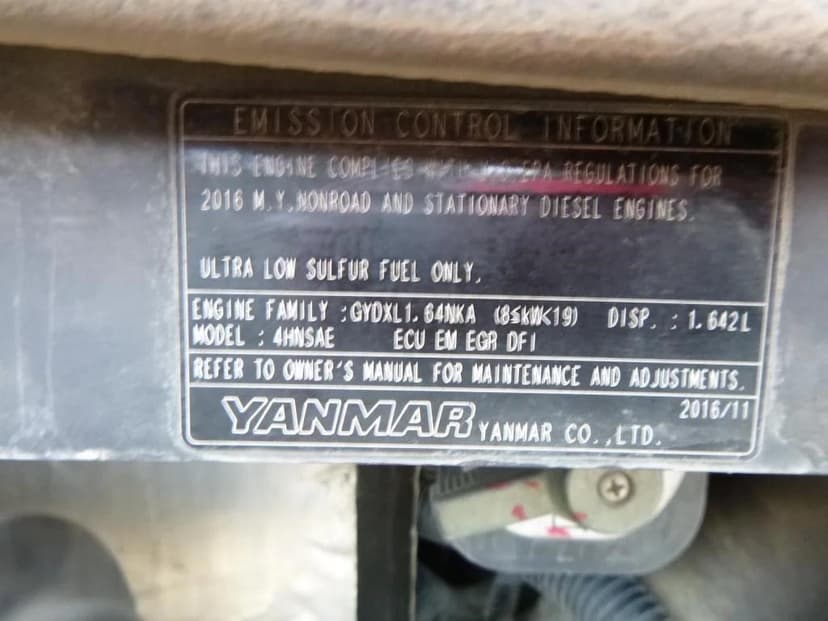 EMISSION CONTROL INFORMATION
THIS ENGINE COMPLIES WITH U.S.EPA REGULATIONS FOR
2016 M.Y.NONROAD AND STATIONARY DIESEL ENGINES.
ULTRA LOW SULFUR FUEL ONLY.
ENGINE FAMILY :GYDXL1.64NKA (8≤kW<19) DISP. : 1.642L
MODEL : 4HNSAE ECU EM EGR DFI
REFER TO OWNER'S MANUAL FOR MAINTENANCE AND ADJUSTMENTS.
2016/11
YANMAR YANMAR CO.,LTD.